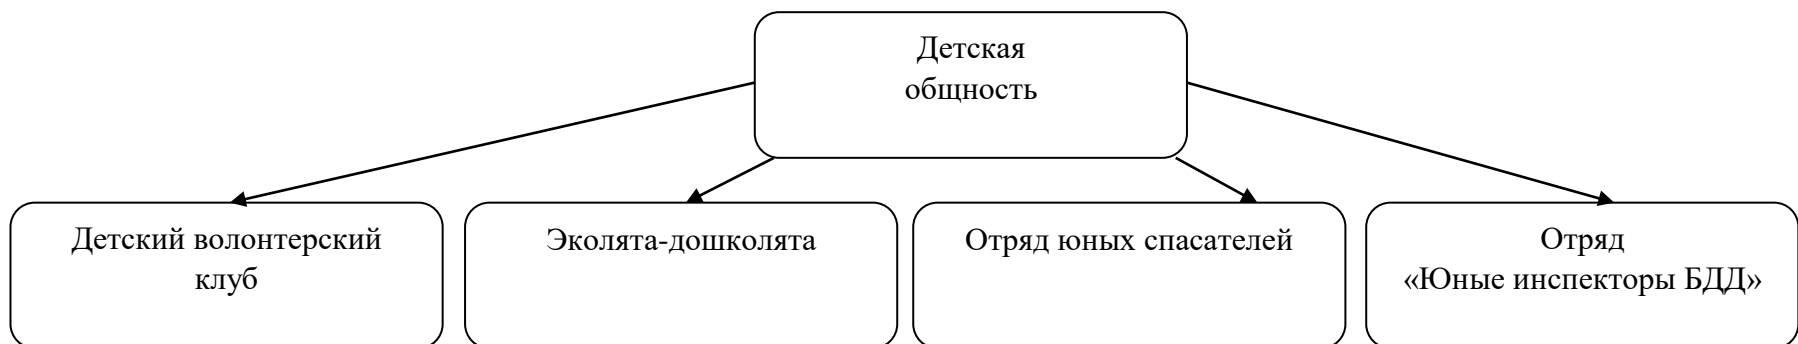 Детская
общность
Детский волонтерский
клуб
Эколята-дошколята
Отряд юных спасателей
Отряд
«Юные инспекторы БДД»